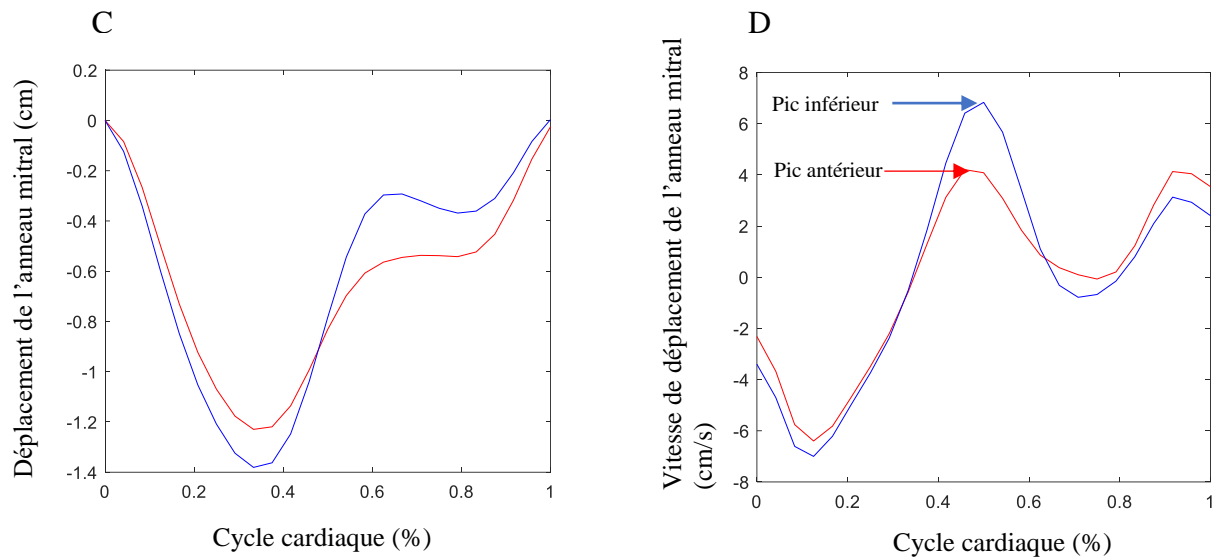 C
Déplacement de l'anneau mitral (cm)
0.2
0
-0.2
-0.4
-0.6
-0.8
-1
-1.2
-1.4
0 0.2 0.4 0.6 0.8 1
Cycle cardiaque (%)
D
Vitesse de déplacement de l'anneau mitral
(cm/s)
8
6
4
2
0
-2
-4
-6
-8
Pic inférieur
Pic antérieur
0 0.2 0.4 0.6 0.8 1
Cycle cardiaque (%)